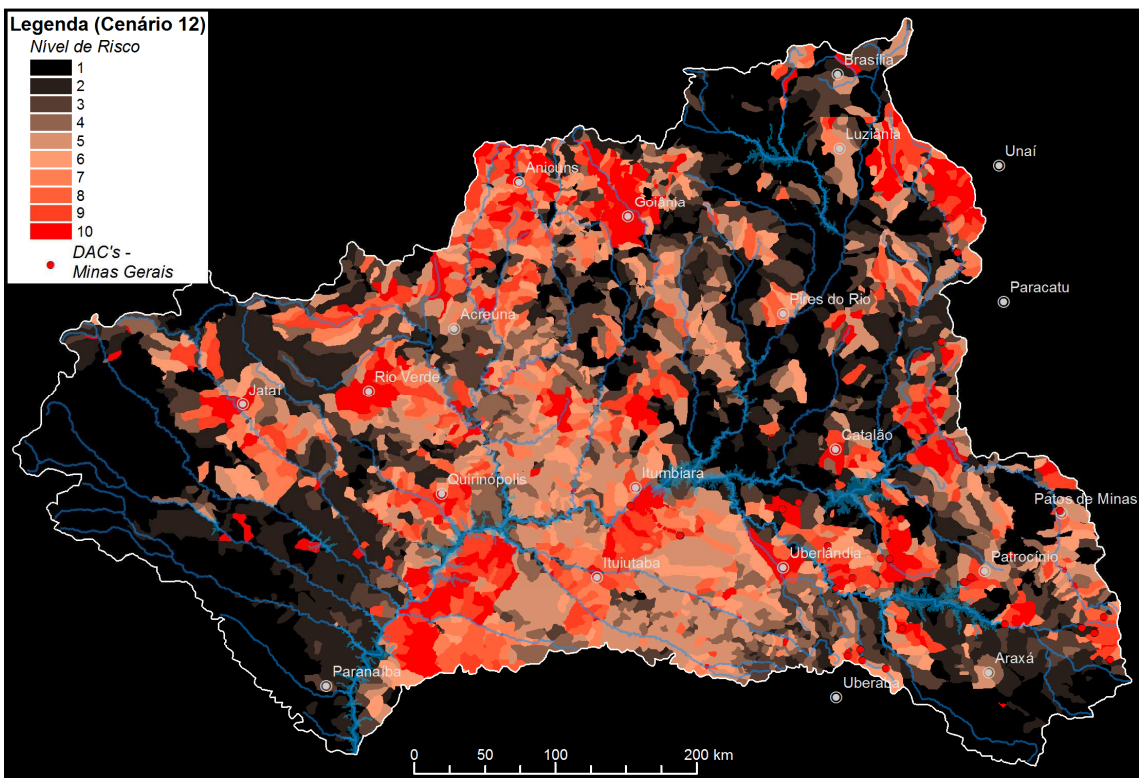 Legenda (Cenário 12)
Nível de Risco
1
2
3
4
5
6
7
8
9
10
DAC's -
Minas Gerais
Brasília
Luziânia
Unaí
Anicuns
Goiânia
Paracatu
Pires do Rio
Acreúna
Rio Verde
Jataí
Catalão
Itumbiara
Quirinópolis
Patos de Minas
Uberlândia
Patrocínio
Ituiutaba
Araxá
Paranaíba
Uberaba
0 50 100 200 km